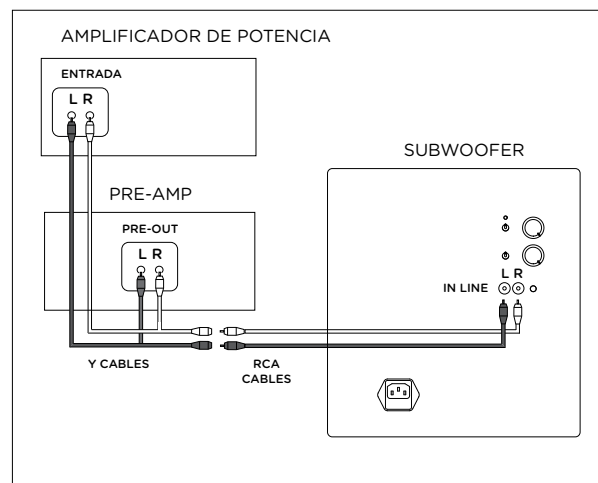 AMPLIFICADOR DE POTENCIA
ENTRADA
L R
SUBWOOFER
PRE-AMP
PRE-OUT
L R
L R
IN LINE
Y CABLES
RCA
CABLES